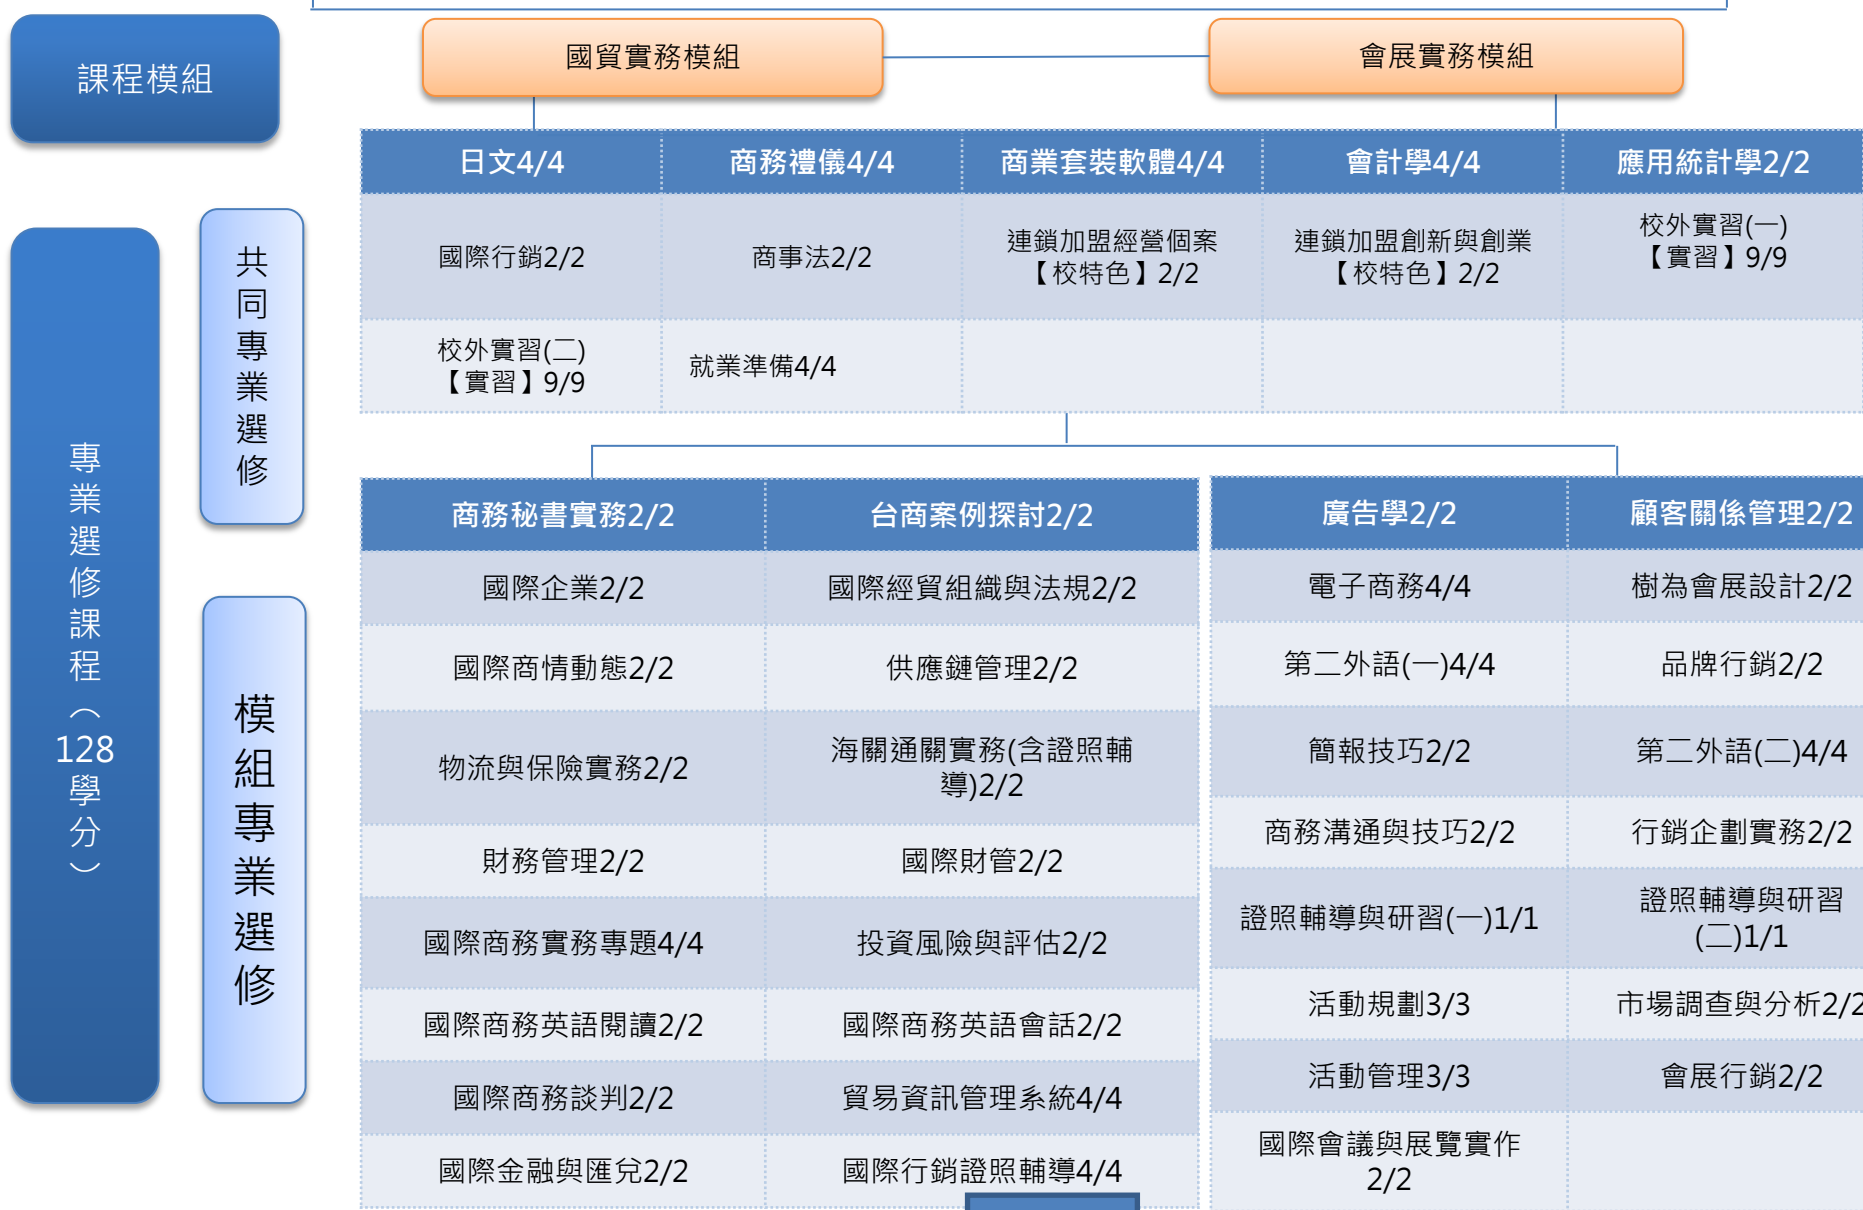 課程模組
國貿實務模組
會展實務模組
專業選修課程（128學分）
共同專業選修
日文4/4
商務禮儀4/4
商業套裝軟體4/4
會計學4/4
應用統計學2/2
國際行銷2/2
商事法2/2
連鎖加盟經營個案
【校特色】2/2
連鎖加盟創新與創業
【校特色】2/2
校外實習(一)
【實習】9/9
校外實習(二)
【實習】9/9
就業準備4/4
模組專業選修
商務秘書實務2/2
台商案例探討2/2
國際企業2/2
國際經貿組織與法規2/2
國際商情動態2/2
供應鏈管理2/2
物流與保險實務2/2
海關通關實務(含證照輔
導)2/2
財務管理2/2
國際財管2/2
國際商務實務專題4/4
投資風險與評估2/2
國際商務英語閱讀2/2
國際商務英語會話2/2
國際商務談判2/2
貿易資訊管理系統4/4
國際金融與匯兌2/2
國際行銷證照輔導4/4
廣告學2/2
顧客關係管理2/2
電子商務4/4
樹為會展設計2/2
第二外語(一)4/4
品牌行銷2/2
簡報技巧2/2
第二外語(二)4/4
商務溝通與技巧2/2
行銷企劃實務2/2
證照輔導與研習(一)1/1
證照輔導與研習
(二)1/1
活動規劃3/3
市場調查與分析2/2
活動管理3/3
會展行銷2/2
國際會議與展覽實作
2/2